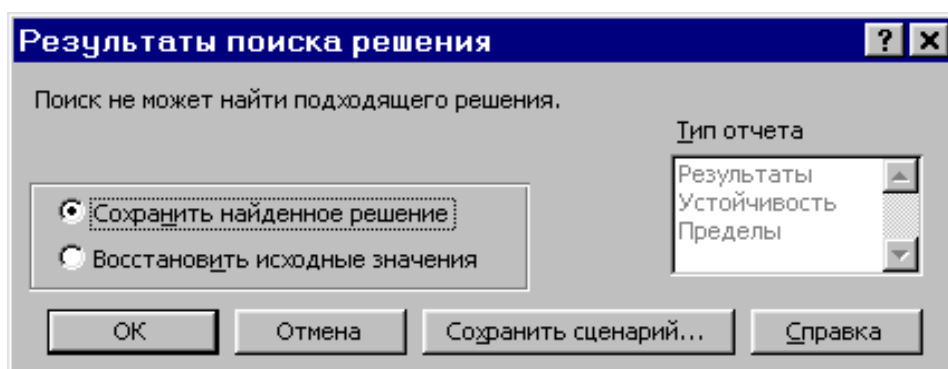 Результаты поиска решения
Поиск не может найти подходящего решения.
Тип отчета
Результаты
Устойчивость
Пределы
Сохранить найденное решение
Восстановить исходные значения
ОК
Отмена
Сохранить сценарий...
Справка